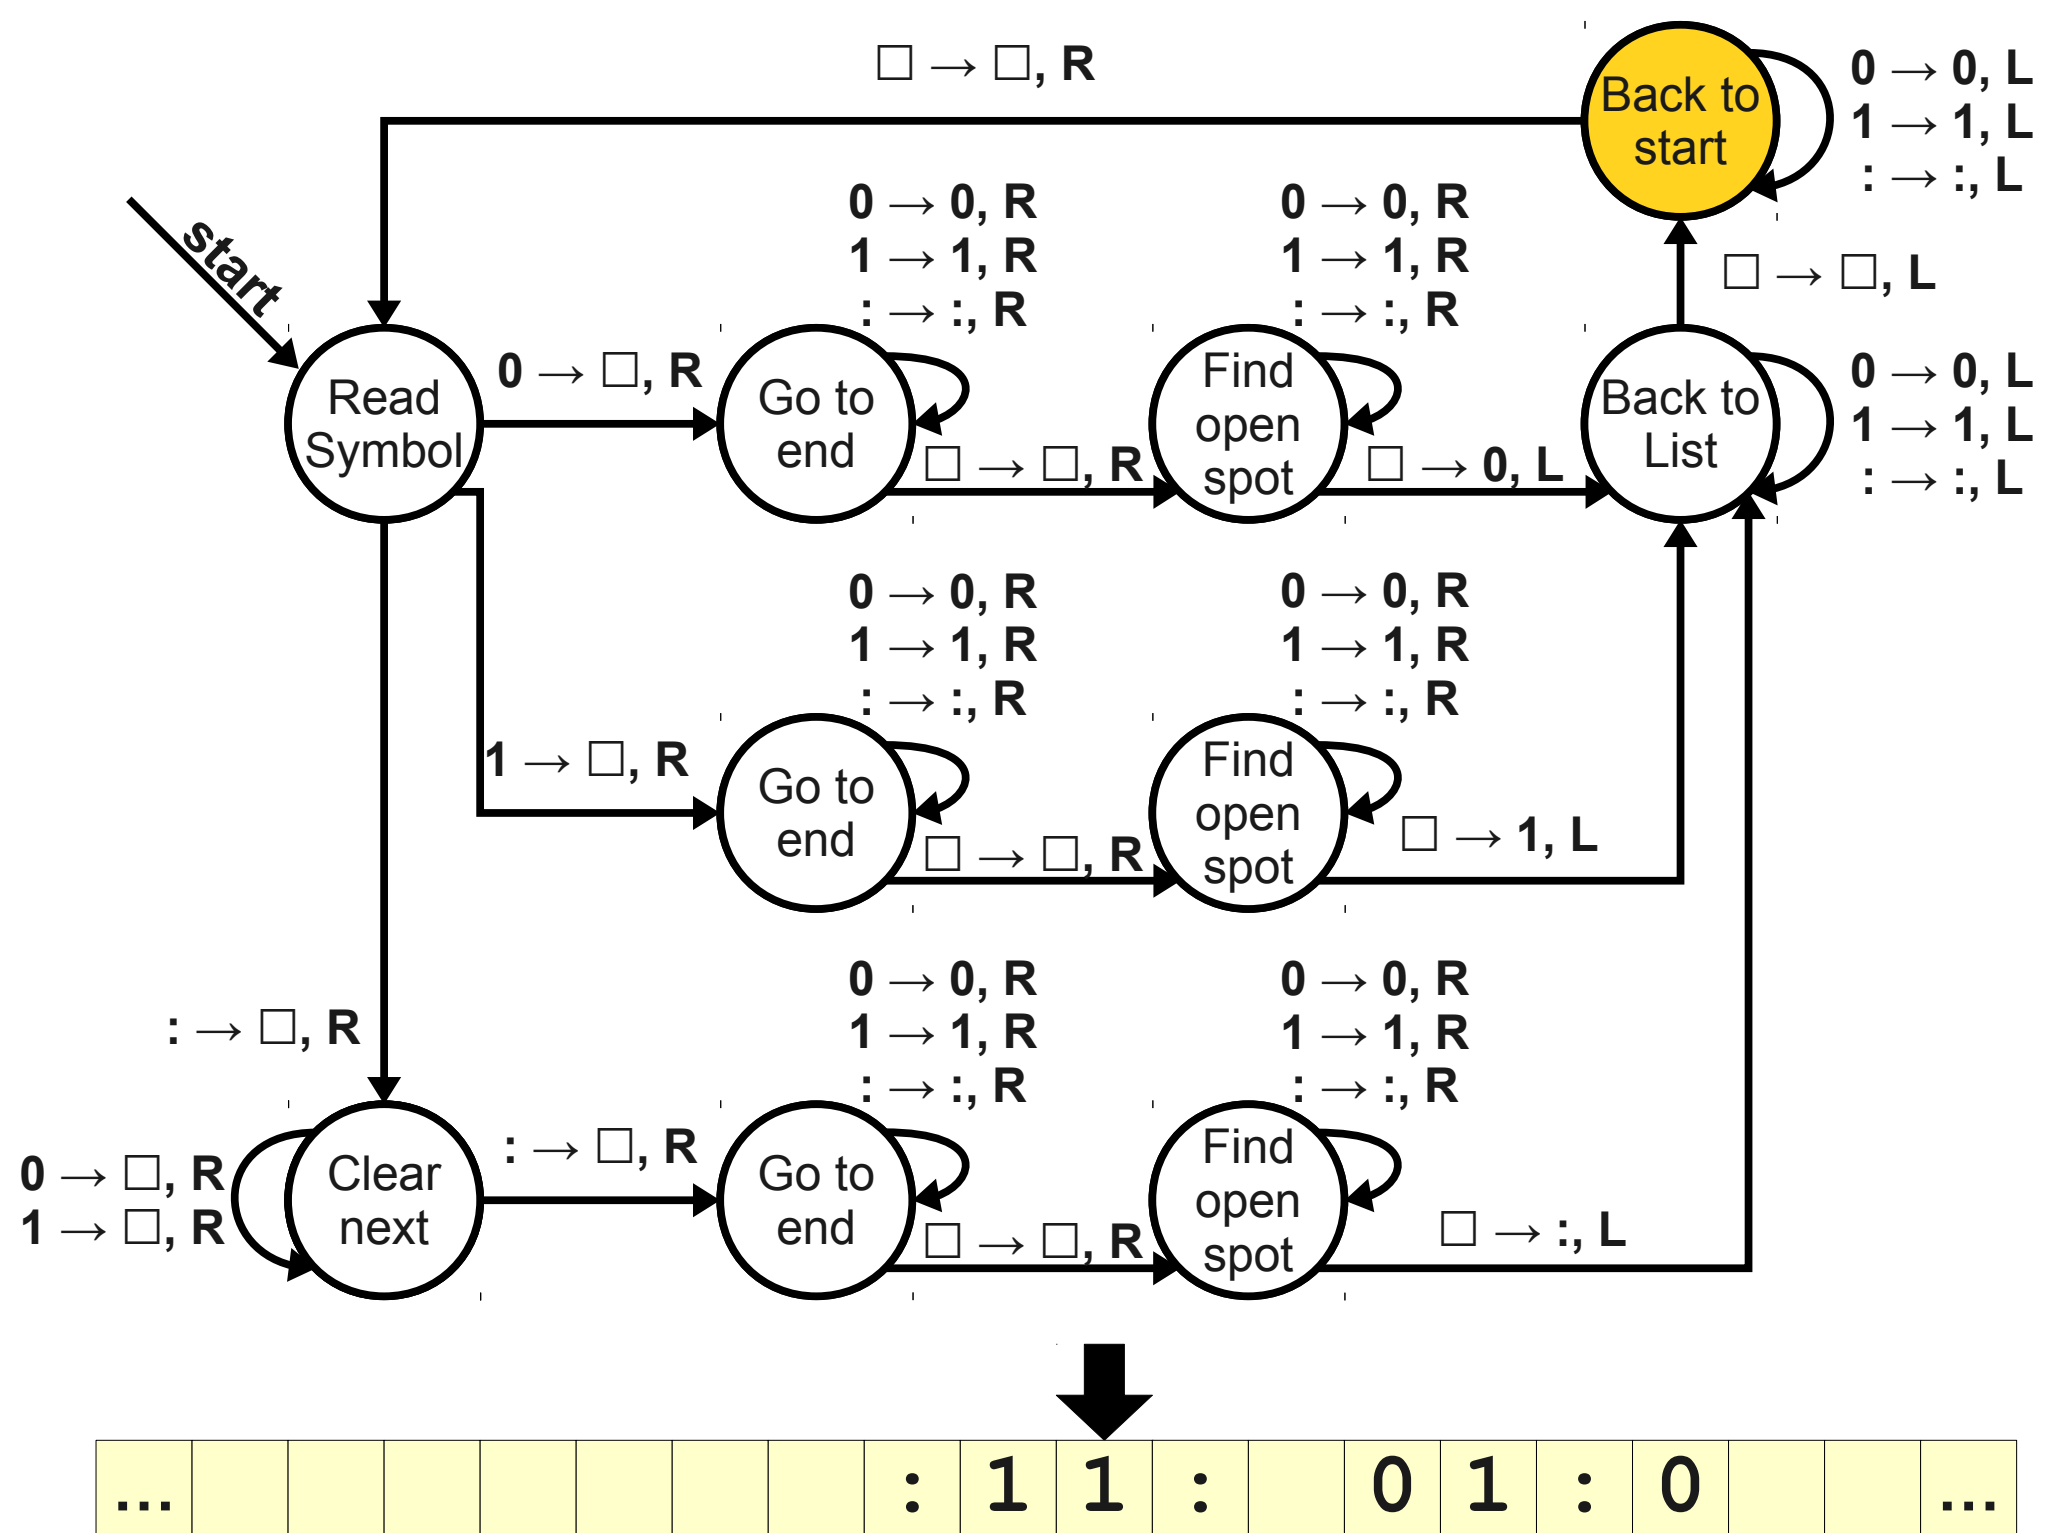 □ → □, R
Back to
start
0 → 0, L
1 → 1, L
: → :, L
start
0 → 0, R
1 → 1, R
: → :, R
0 → 0, R
1 → 1, R
: → :, R
□ → □, L
Read
Symbol
0 → □, R
Go to
end
□ → □, R
Find
open
spot
□ → 0, L
Back to
List
0 → 0, L
1 → 1, L
: → :, L
0 → 0, R
1 → 1, R
: → :, R
0 → 0, R
1 → 1, R
: → :, R
1 → □, R
Go to
end
□ → □, R
Find
open
spot
□ → 1, L
0 → 0, R
1 → 1, R
: → :, R
0 → 0, R
1 → 1, R
: → :, R
: → □, R
0 → □, R
1 → □, R
Clear
next
: → □, R
Go to
end
□ → □, R
Find
open
spot
□ → :, L
... : 1 1 : 0 1 : 0 ...